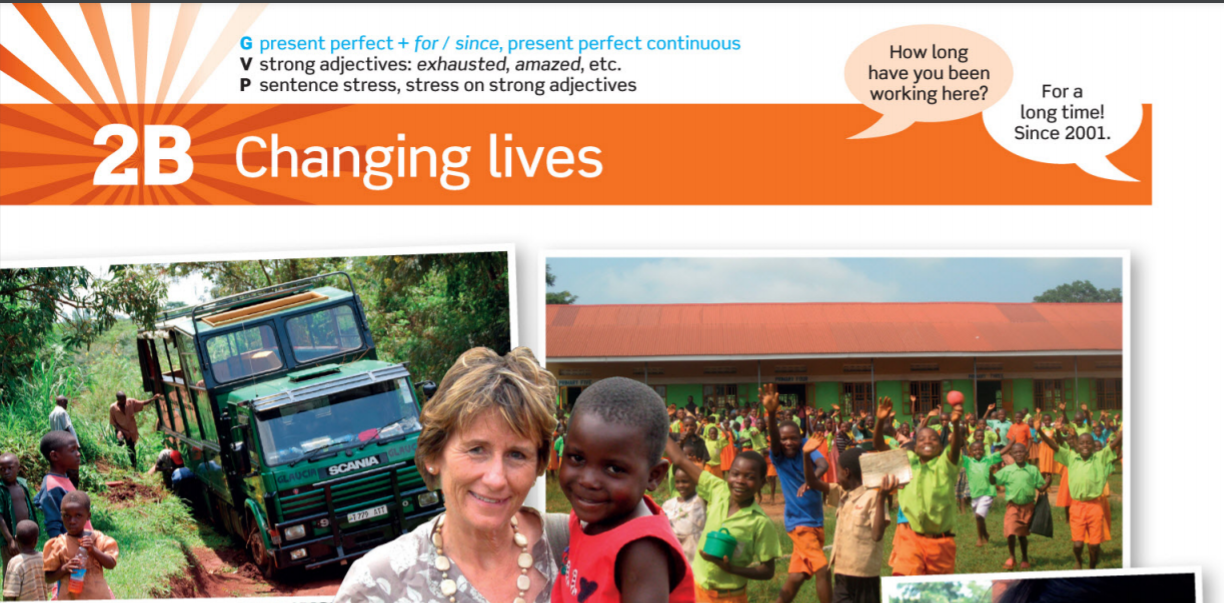 G present perfect + for / since, present perfect continuous
V strong adjectives: exhausted, amazed, etc.
P sentence stress, stress on strong adjectives
How long
have you been
working here?
For a
long time!
Since 2001.
2B Changing lives
SCANIA